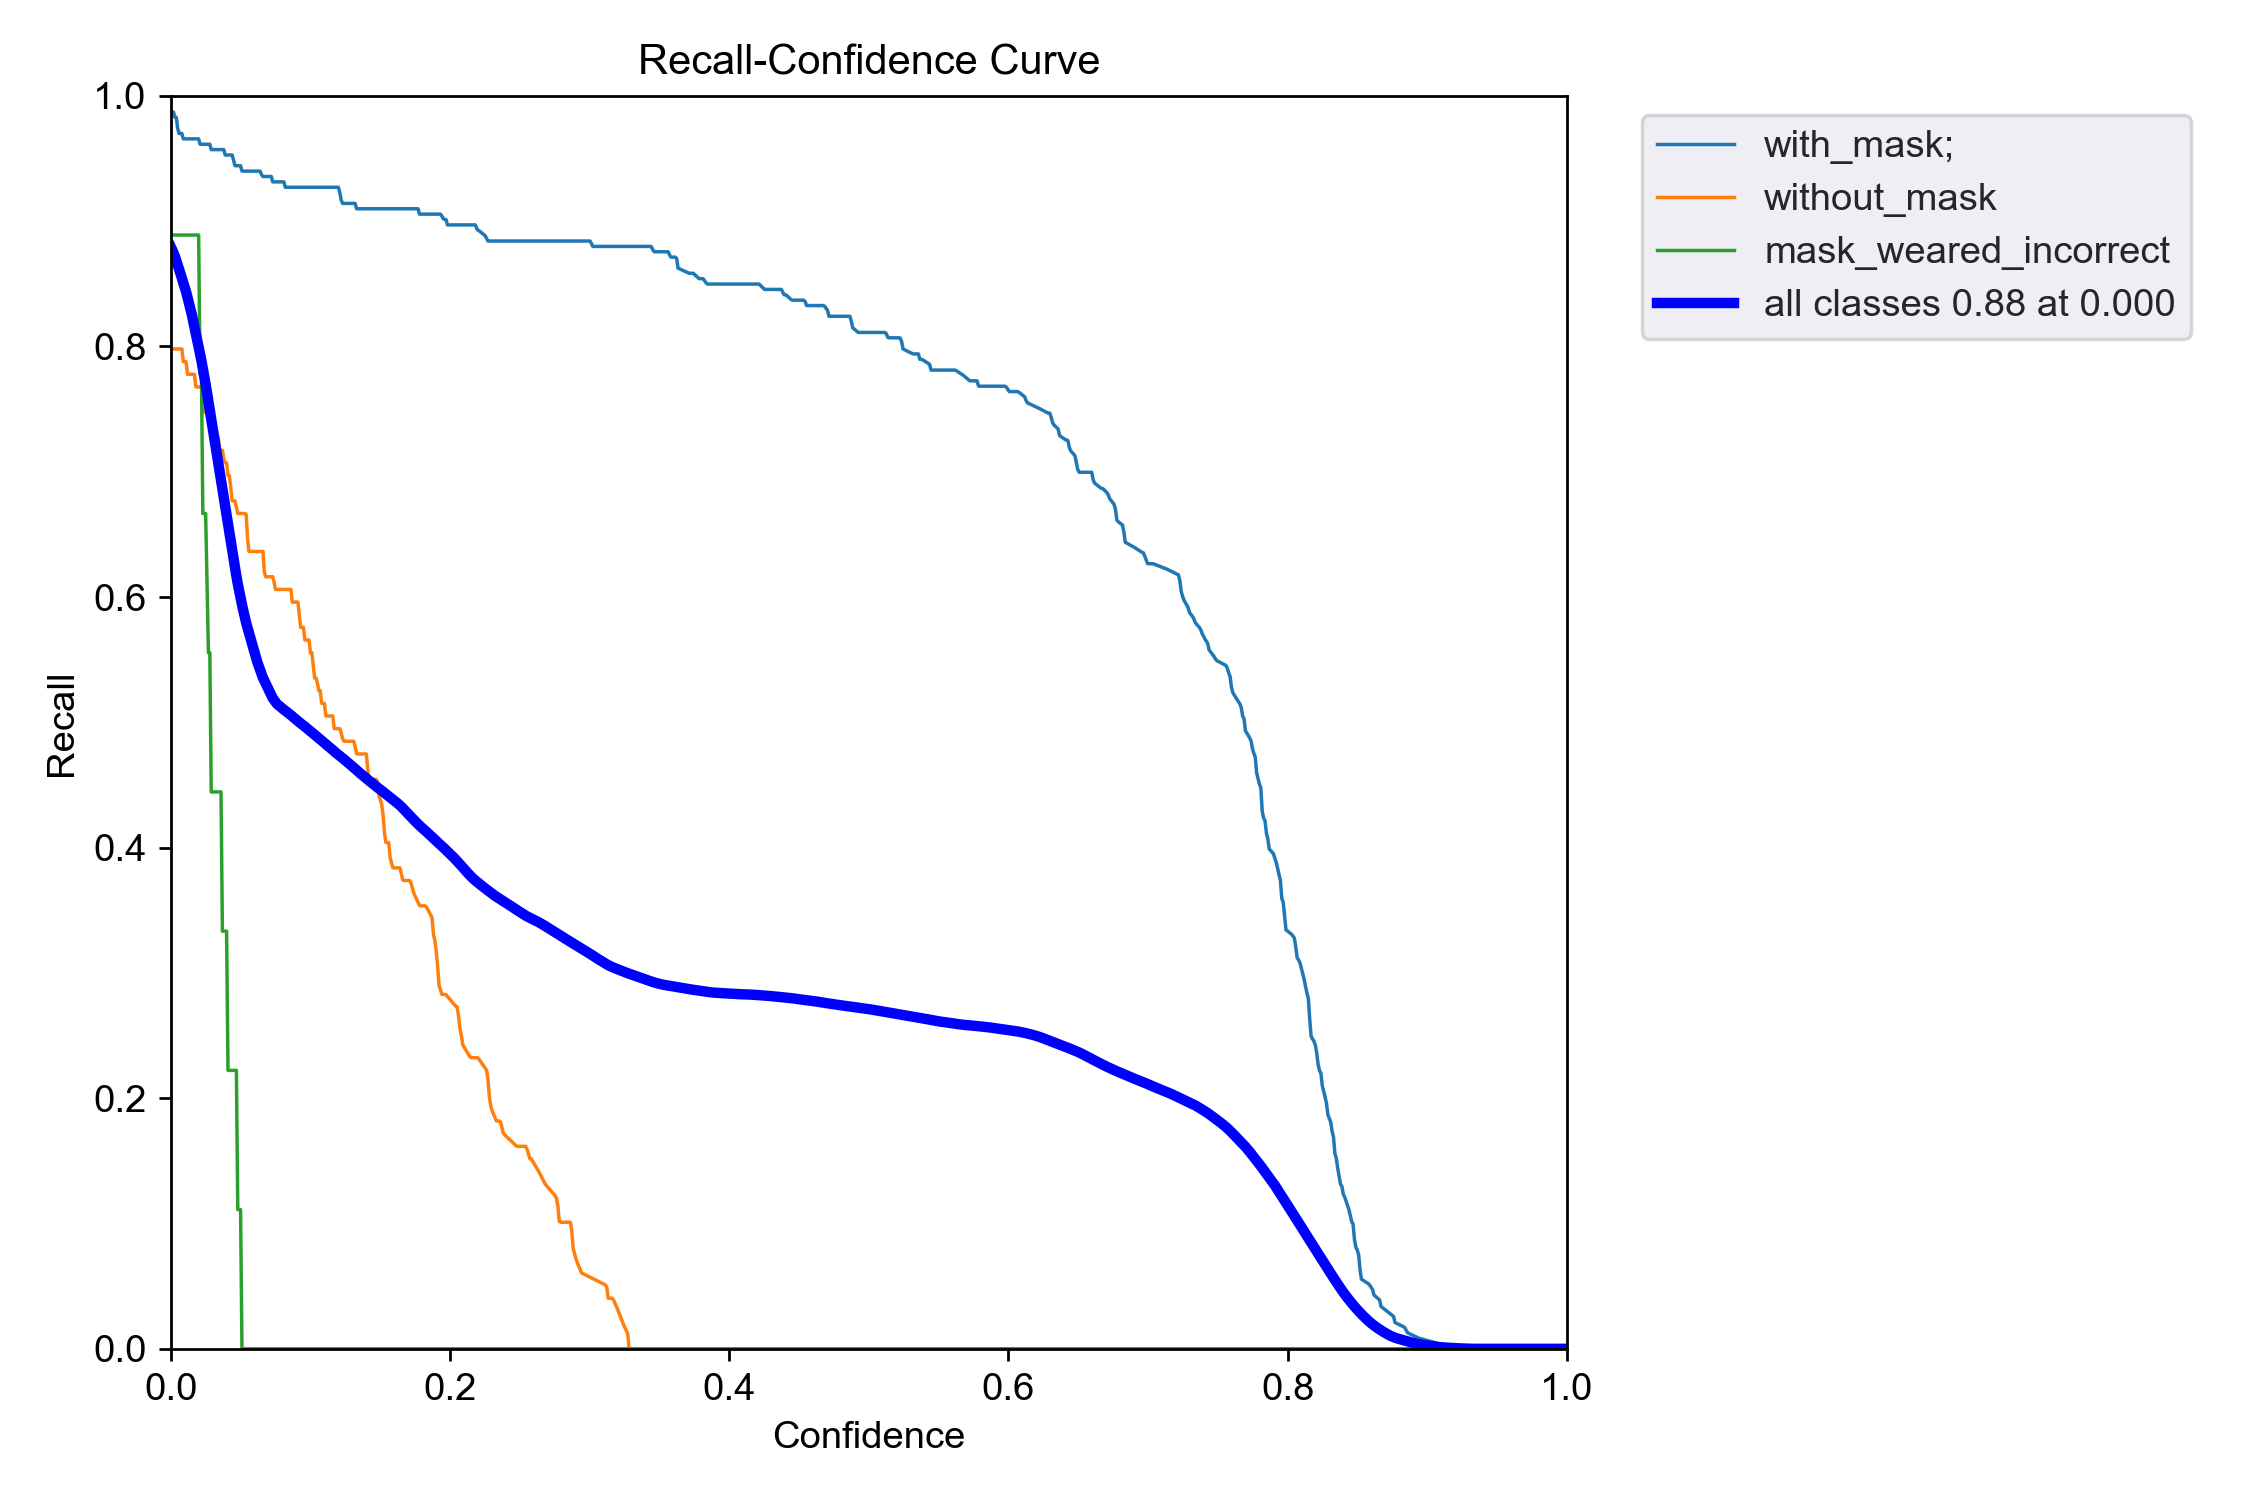 Recall-Confidence Curve
1.0
0.8
0.6
0.4
0.2
0.0
Recall
0.0 0.2 0.4 0.6 0.8 1.0
Confidence
with_mask;
without_mask
mask_weared_incorrect
all classes 0.88 at 0.000